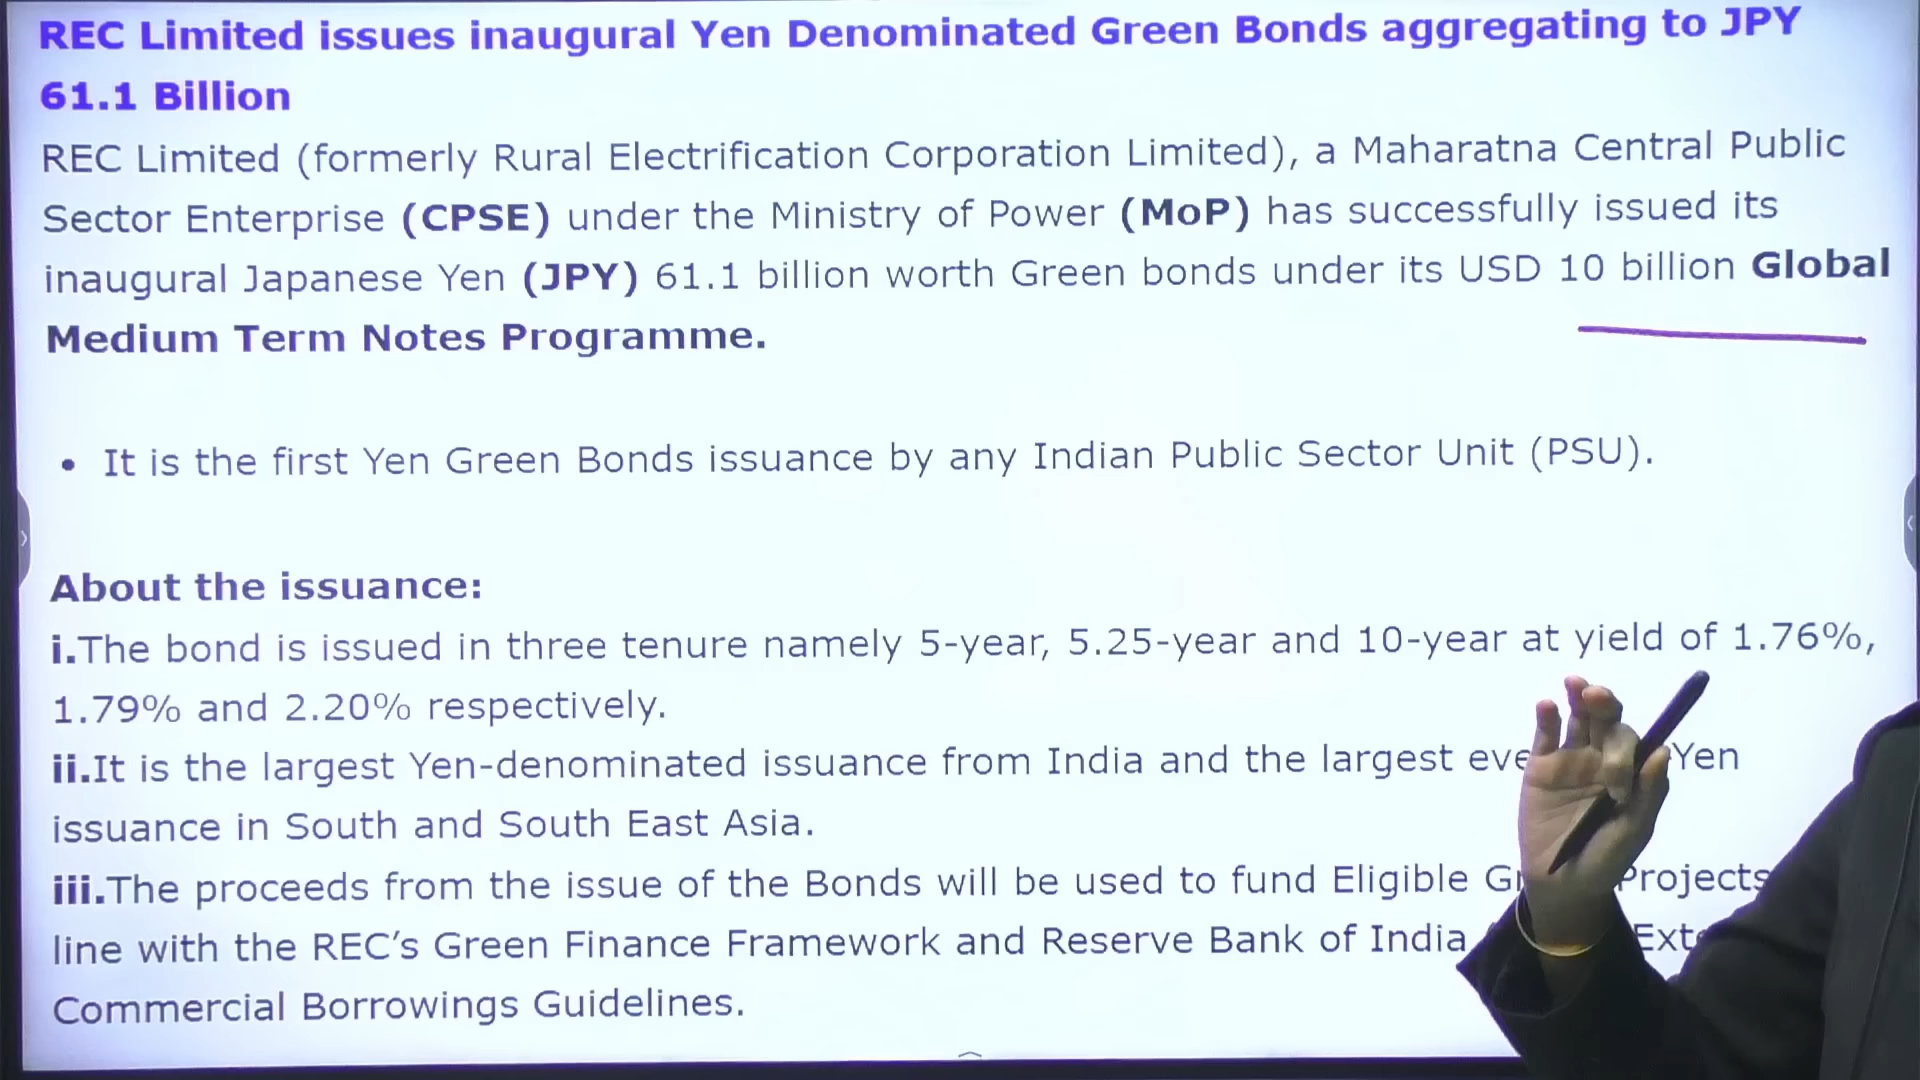 REC Limited issues inaugural Yen Denominated Green Bonds aggregating to JPY
61.1 Billion
REC Limited (formerly Rural Electrification Corporation Limited), a Maharatna Central Public
Sector Enterprise (CPSE) under the Ministry of Power (MoP) has successfully issued its
inaugural Japanese Yen (JPY) 61.1 billion worth Green bonds under its USD 10 billion Global
Medium Term Notes Programme.
• It is the first Yen Green Bonds issuance by any Indian Public Sector Unit (PSU).
About the issuance:
i.The bond is issued in three tenure namely 5-year, 5.25-year and 10-year at yield of 1.76%,
1.79% and 2.20% respectively.
ii.It is the largest Yen-denominated issuance from India and the largest Yen
issuance in South and South East Asia.
iii.The proceeds from the issue of the Bonds will be used to fund Eligible Projects
line with the REC’s Green Finance Framework and Reserve Bank of India
Commercial Borrowings Guidelines.